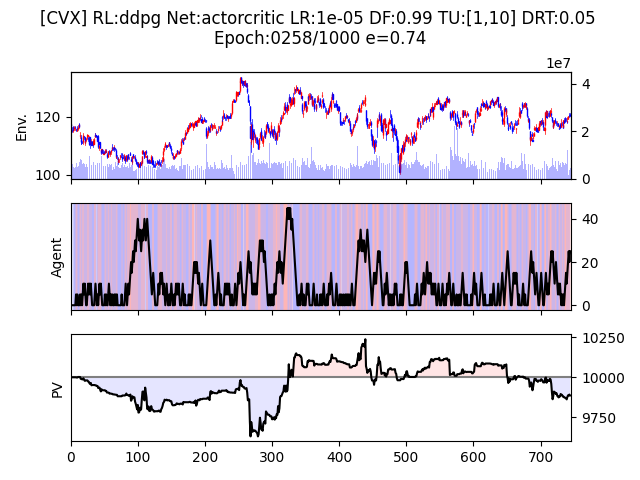 [CVX] RL:ddpg Net:actorcritic LR:1e-05 DF:0.99 TU:[1,10] DRT:0.05
Epoch:0258/1000 e=0.74
1e7
Env.
120
100
4
2
0
Agent
40
20
0
PV
10250
10000
9750
0 100 200 300 400 500 600 700